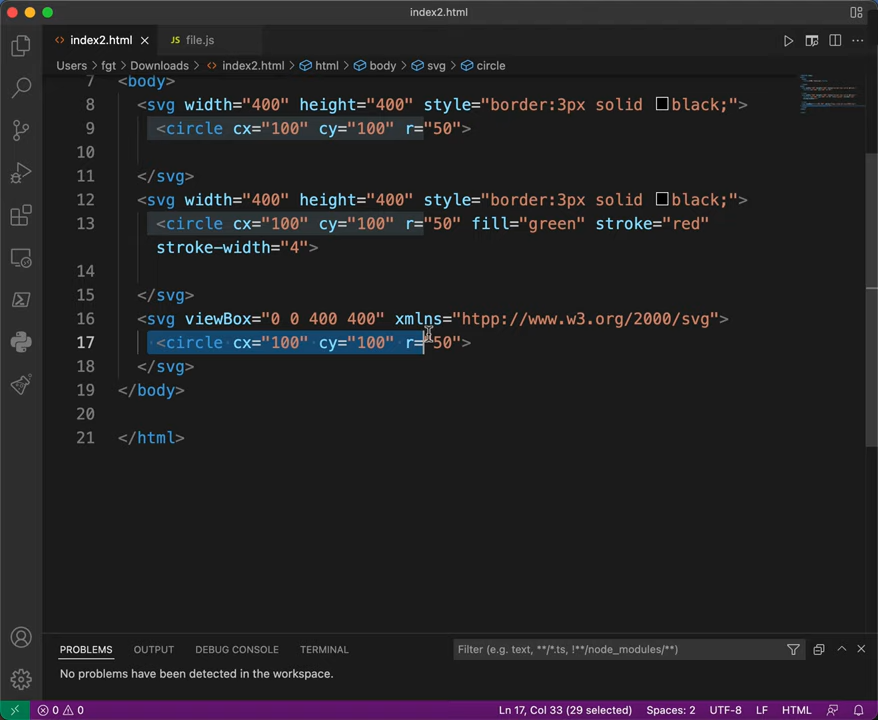 index2.html
index2.html
JS file.js
Users > fgt > Downloads > index2.html > html > body > svg > circle
7 <body>
8 <svg width="400" height="400" style="border:3px solid black;">
9 <circle cx="100" cy="100" r="50">
10
11 </svg>
12 <svg width="400" height="400" style="border:3px solid black;">
13 <circle cx="100" cy="100" r="50" fill="green" stroke="red"
stroke-width="4">
14
15 </svg>
16 <svg viewBox="0 0 400 400" xmlns="htpp://www.w3.org/2000/svg">
17 <circle cx="100" cy="100" r="50">
18 </svg>
19 </body>
20
21 </html>
PROBLEMS OUTPUT DEBUG CONSOLE TERMINAL Filter (e.g. text, **/*.ts, !**/node_modules/**)
No problems have been detected in the workspace.
0 0 Ln 17, Col 33 (29 selected) Spaces: 2 UTF-8 LF HTML